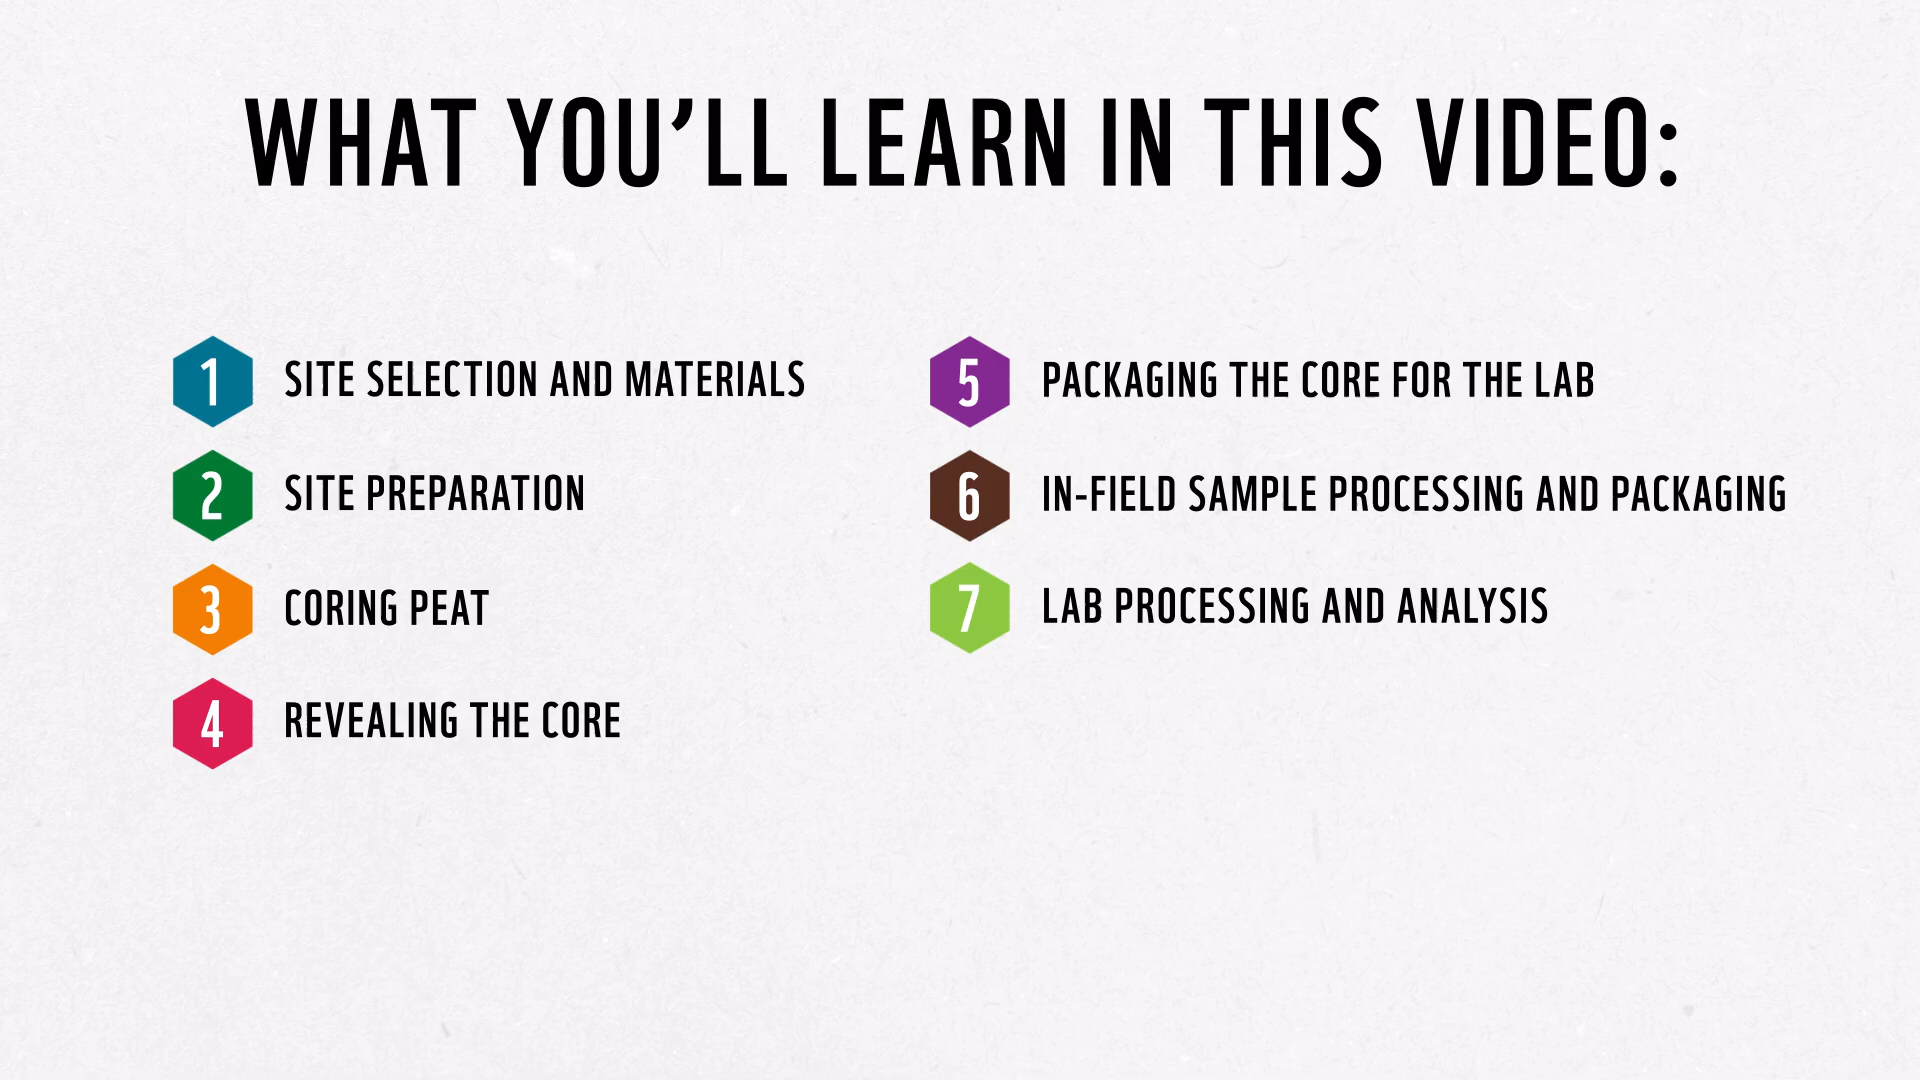 WHAT YOU’LL LEARN IN THIS VIDEO:
1 SITE SELECTION AND MATERIALS
2 SITE PREPARATION
3 CORING PEAT
4 REVEALING THE CORE
5 PACKAGING THE CORE FOR THE LAB
6 IN-FIELD SAMPLE PROCESSING AND PACKAGING
7 LAB PROCESSING AND ANALYSIS